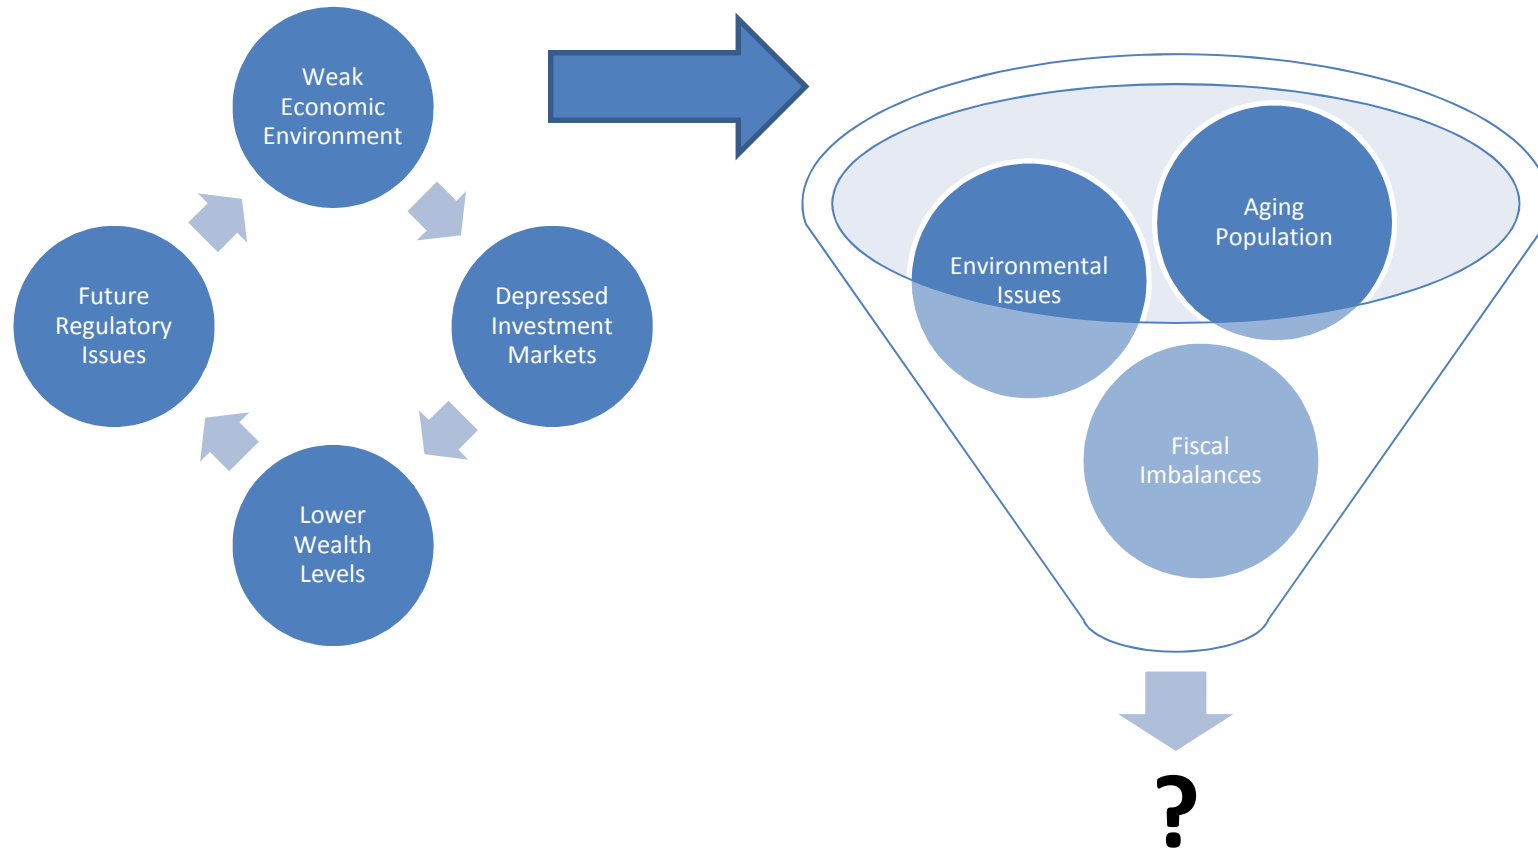 Weak
Economic
Environment
Depressed
Investment
Markets
Lower
Wealth
Levels
Future
Regulatory
Issues
Environmental
Issues
Aging
Population
Fiscal
Imbalances
?